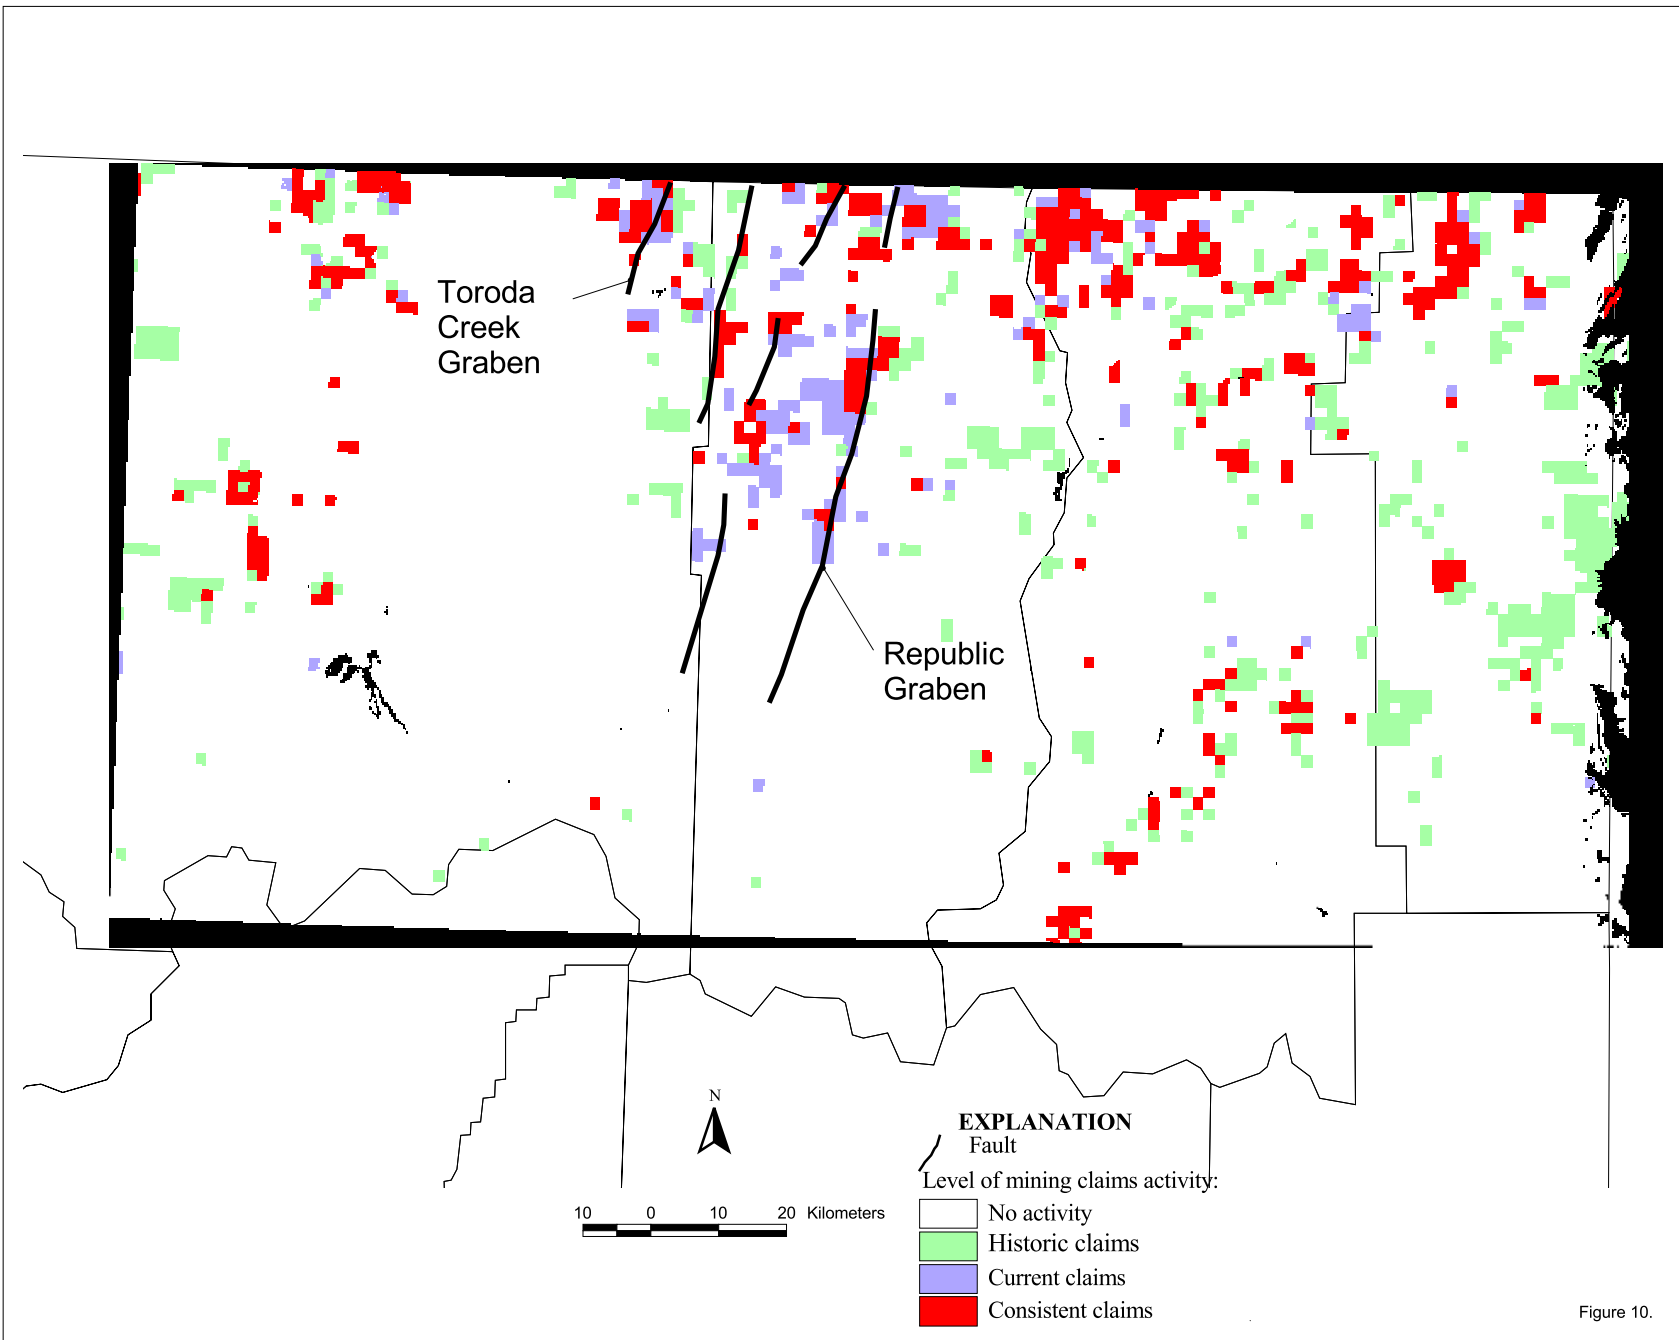 Toroda
Creek
Graben
Republic
Graben
N
EXPLANATION
Fault
Level of mining claims activity:
10 0 10 20 Kilometers
No activity
Historic claims
Current claims
Consistent claims
Figure 10.